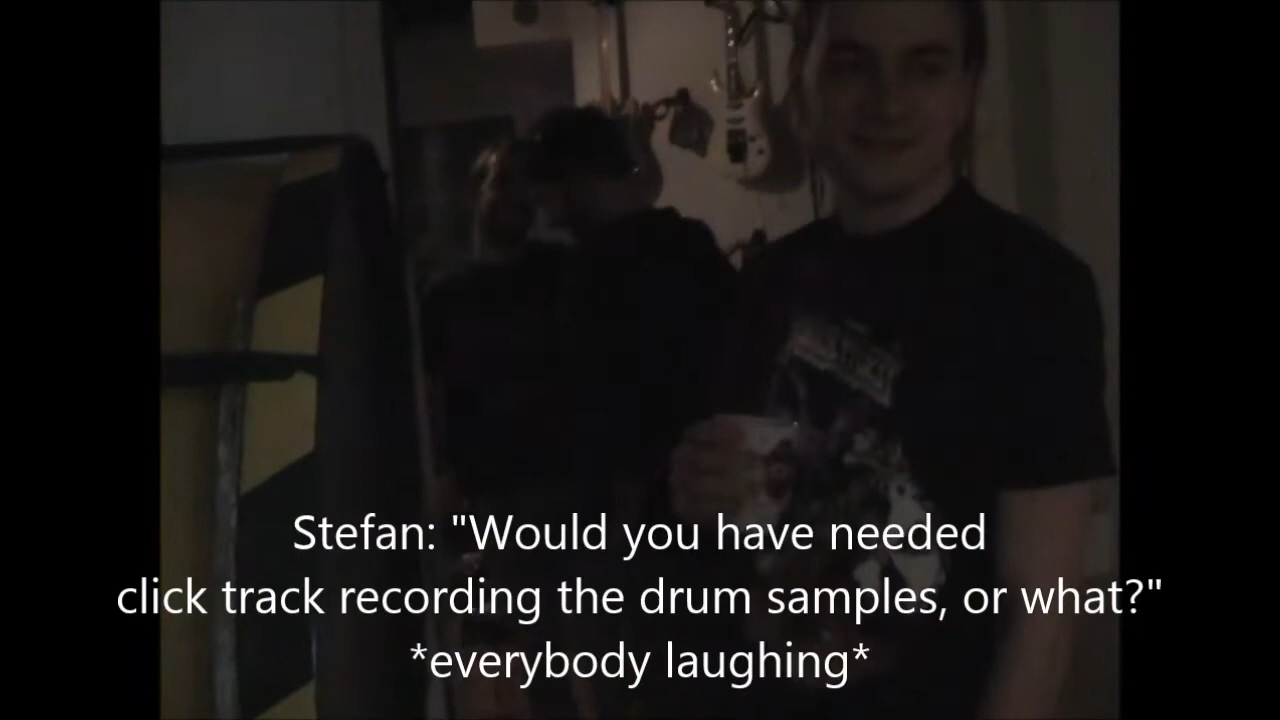 Stefan: "Would you have needed
click track recording the drum samples, or what?"
*everybody laughing*